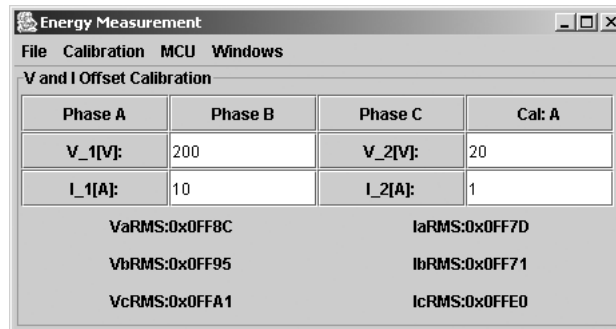 Energy Measurement
File Calibration MCU Windows
V and I Offset Calibration
Phase A Phase B Phase C Cal: A
V_1[V]: 200 V_2[V]: 20
I_1[A]: 10 I_2[A]: 1
VaRMS:0x0FF8C IaRMS:0x0FF7D
VbRMS:0x0FF95 IbRMS:0x0FF71
VcRMS:0x0FFA1 IcRMS:0x0FFE0